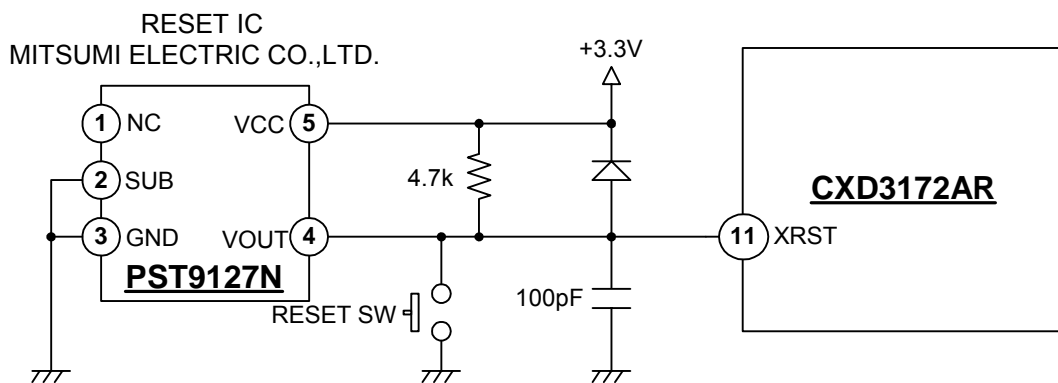 RESET IC
MITSUMI ELECTRIC CO.,LTD.
+3.3V
1 NC
VCC 5
2 SUB
4.7k
CXD3172AR
3 GND
VOUT 4
11 XRST
PST9127N
RESET SW
100pF